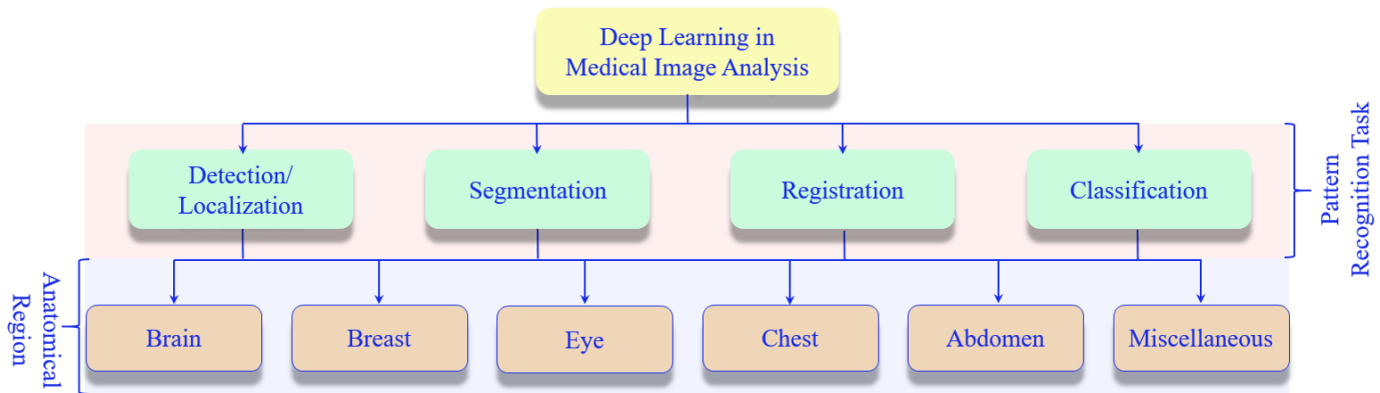 Deep Learning in
Medical Image Analysis
Pattern
Recognition Task
Detection/
Localization
Segmentation
Registration
Classification
Anatomical
Region
Brain
Breast
Eye
Chest
Abdomen
Miscellaneous